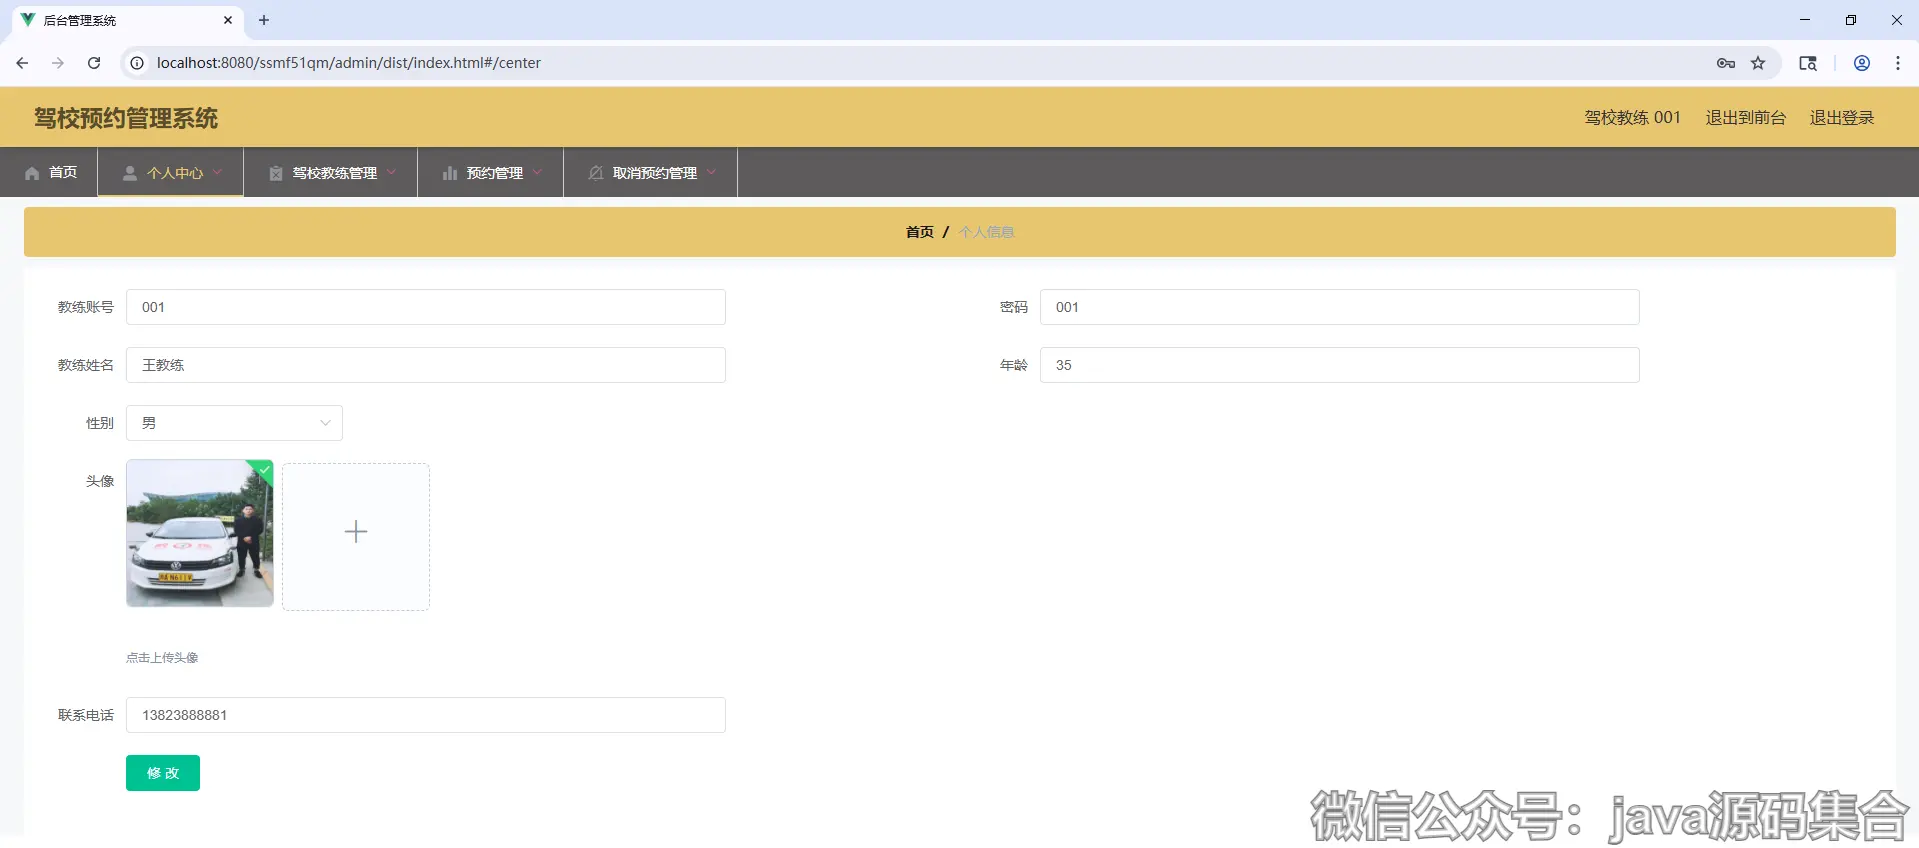 后台管理系统
localhost:8080/ssmf51qm/admin/dist/index.html#/center
驾校预约管理系统
驾校教练 001 退出到前台 退出登录
首页 个人中心 驾校教练管理 预约管理 取消预约管理
首页 / 个人信息
教练账号 001 密码 001
教练姓名 王教练 年龄 35
性别 男
头像
点击上传头像
联系电话 13823888881
修 改
微信公众号：java源码集合